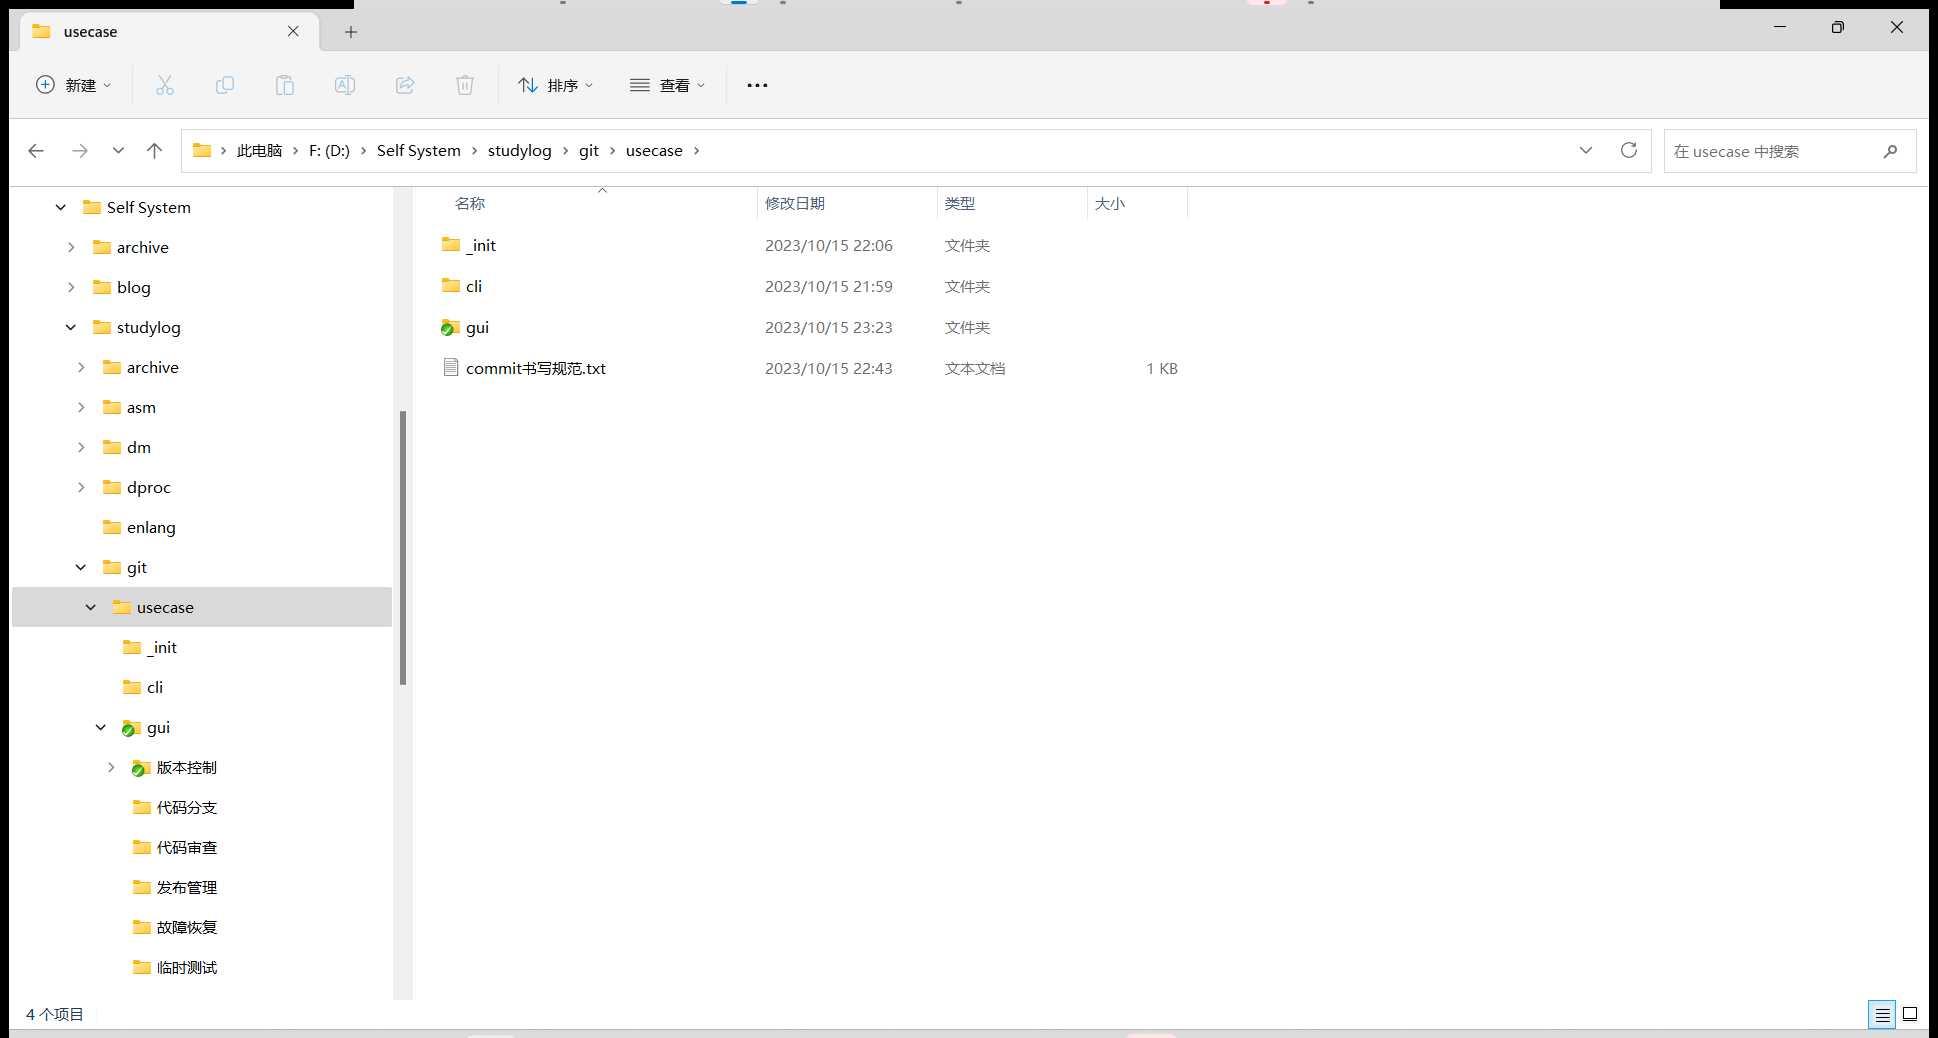 usecase
新建
排序
查看
此电脑 F: (D:) Self System studylog git usecase
在 usecase 中搜索
Self System
archive
blog
studylog
archive
asm
dm
dproc
enlang
git
usecase
_init
cli
gui
版本控制
代码分支
代码审查
发布管理
故障恢复
临时测试
名称 修改日期 类型 大小
_init 2023/10/15 22:06 文件夹
cli 2023/10/15 21:59 文件夹
gui 2023/10/15 23:23 文件夹
commit书写规范.txt 2023/10/15 22:43 文本文档 1 KB
4 个项目